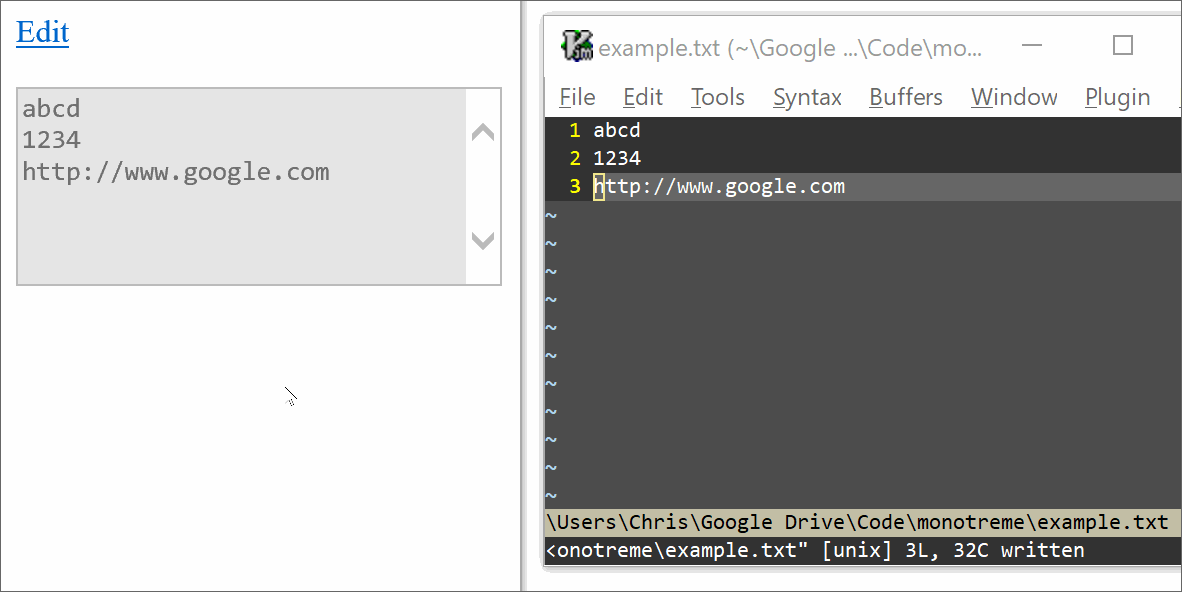 Edit
abcd
1234
http://www.google.com
example.txt (~\Google ...\Code\mo...
File Edit Tools Syntax Buffers Window Plugin
1 abcd
2 1234
3 http://www.google.com
~
~
~
~
~
~
~
~
~
~
~
\Users\Chris\Google Drive\Code\monotreme\example.txt
<onotreme\example.txt" [unix] 3L, 32C written